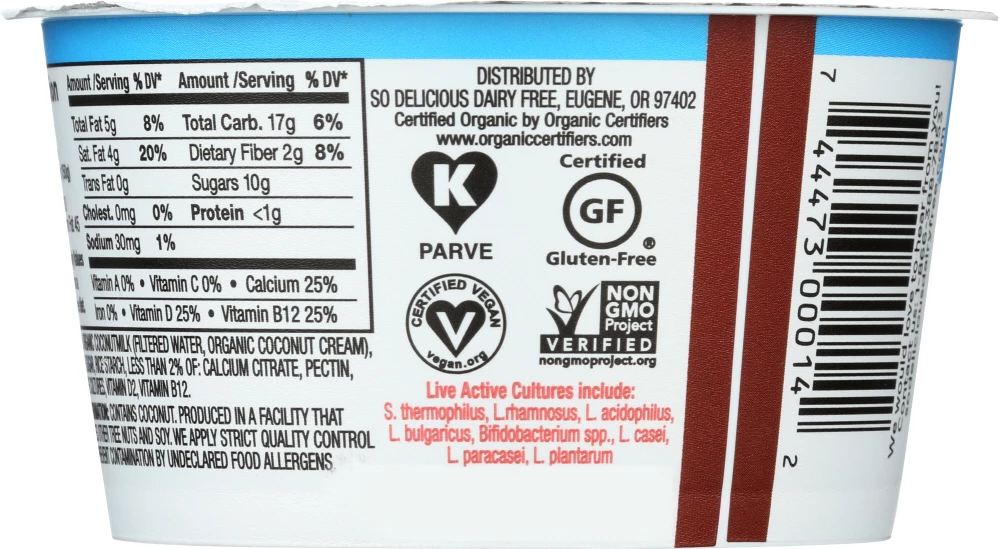 Amount /Serving % DV* Amount /Serving % DV*
Total Fat 5g 8% Total Carb. 17g 6%
Sat. Fat 4g 20% Dietary Fiber 2g 8%
Trans Fat 0g Sugars 10g
Cholest. 0mg 0% Protein <1g
Sodium 30mg 1%
Vitamin A 0% • Vitamin C 0% • Calcium 25%
Iron 0% • Vitamin D 25% • Vitamin B12 25%
COCONUTMILK (FILTERED WATER, ORGANIC COCONUT CREAM),
RICE STARCH, LESS THAN 2% OF: CALCIUM CITRATE, PECTIN,
VITAMIN D2, VITAMIN B12.
CONTAINS COCONUT. PRODUCED IN A FACILITY THAT
TREE NUTS AND SOY. WE APPLY STRICT QUALITY CONTROL
CONTAMINATION BY UNDECLARED FOOD ALLERGENS.
DISTRIBUTED BY
SO DELICIOUS DAIRY FREE, EUGENE, OR 97402
Certified Organic by Organic Certifiers
www.organiccertifiers.com
K
PARVE
Certified
GF
®
Gluten-Free
CERTIFIED VEGAN
V
vegan.org
NON
GMO
Project
VERIFIED
nongmoproject.org
Live Active Cultures include:
S. thermophilus, L.rhamnosus, L. acidophilus,
L. bulgaricus, Bifidobacterium spp., L. casei,
L. paracasei, L. plantarum
7 44473 00014 2